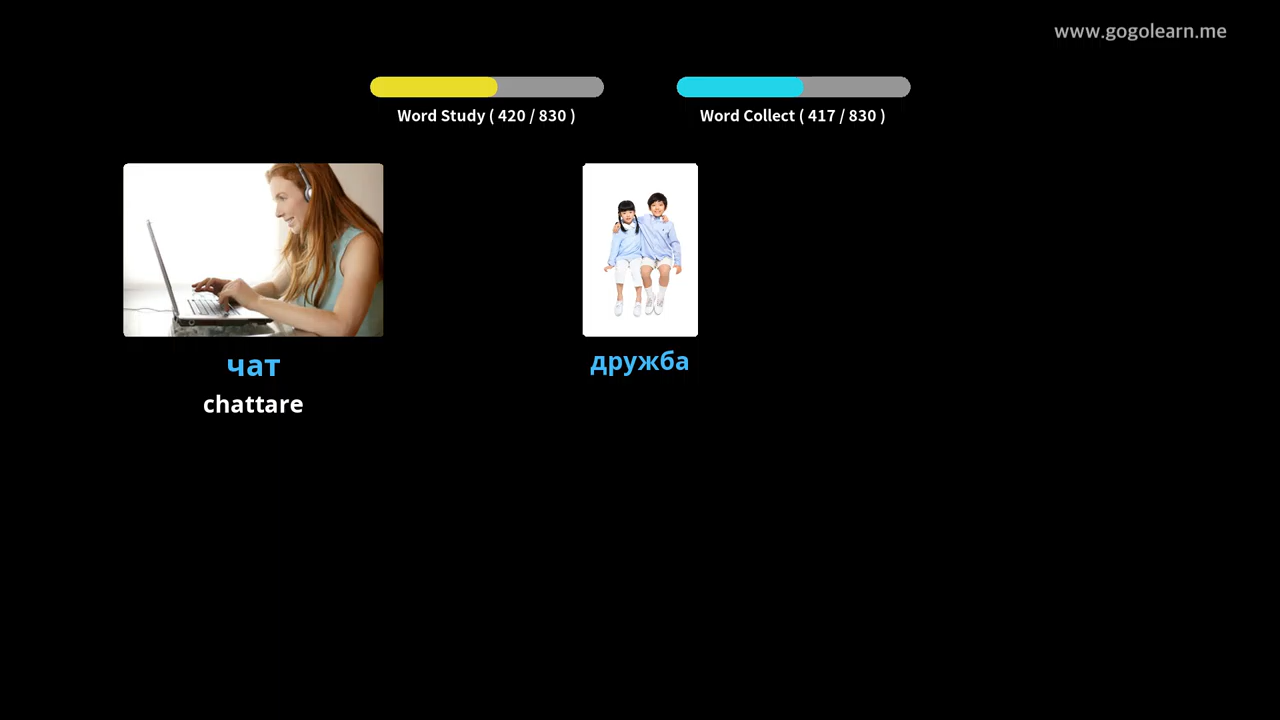 www.gogolearn.me
Word Study ( 420 / 830 )
Word Collect ( 417 / 830 )
чат
chattare
дружба